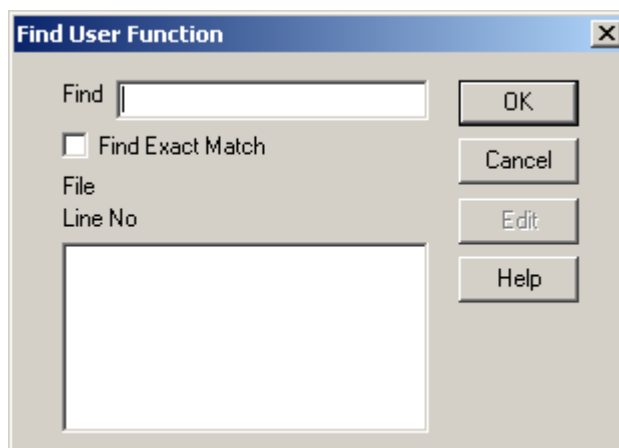 Find User Function
Find
OK
Find Exact Match
Cancel
File
Line No
Edit
Help